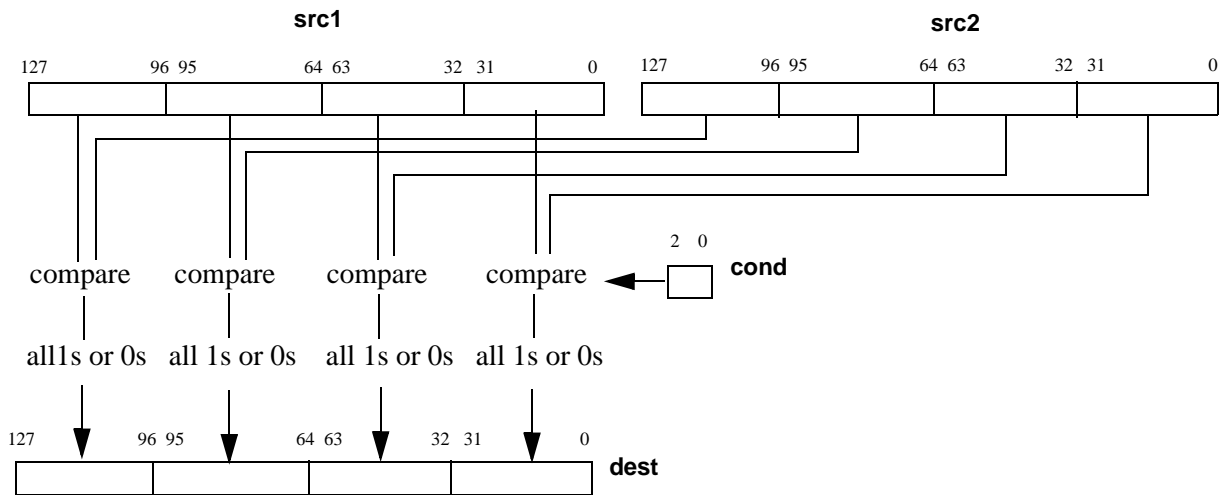 src1
src2
127 96 95 64 63 32 31 0
127 96 95 64 63 32 31 0
2 0
compare compare compare compare
cond
all1s or 0s all 1s or 0s all 1s or 0s all 1s or 0s
127 96 95 64 63 32 31 0
dest